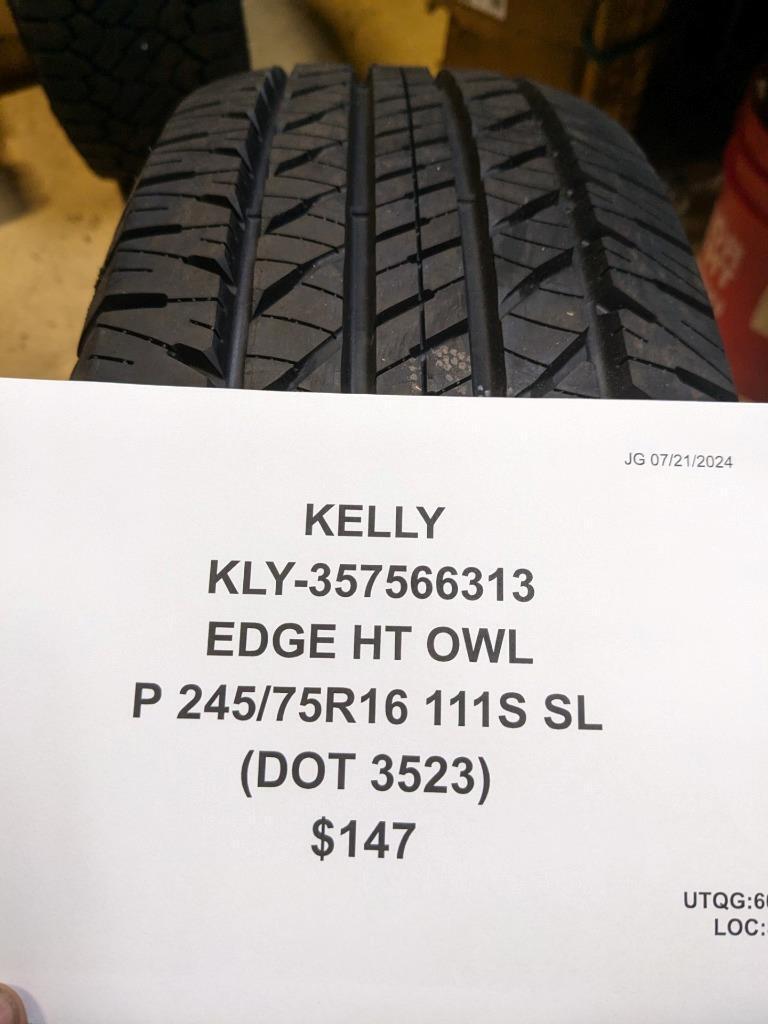 JG 07/21/2024
KELLY
KLY-357566313
EDGE HT OWL
P 245/75R16 111S SL
(DOT 3523)
$147
UTQG:6
LOC: